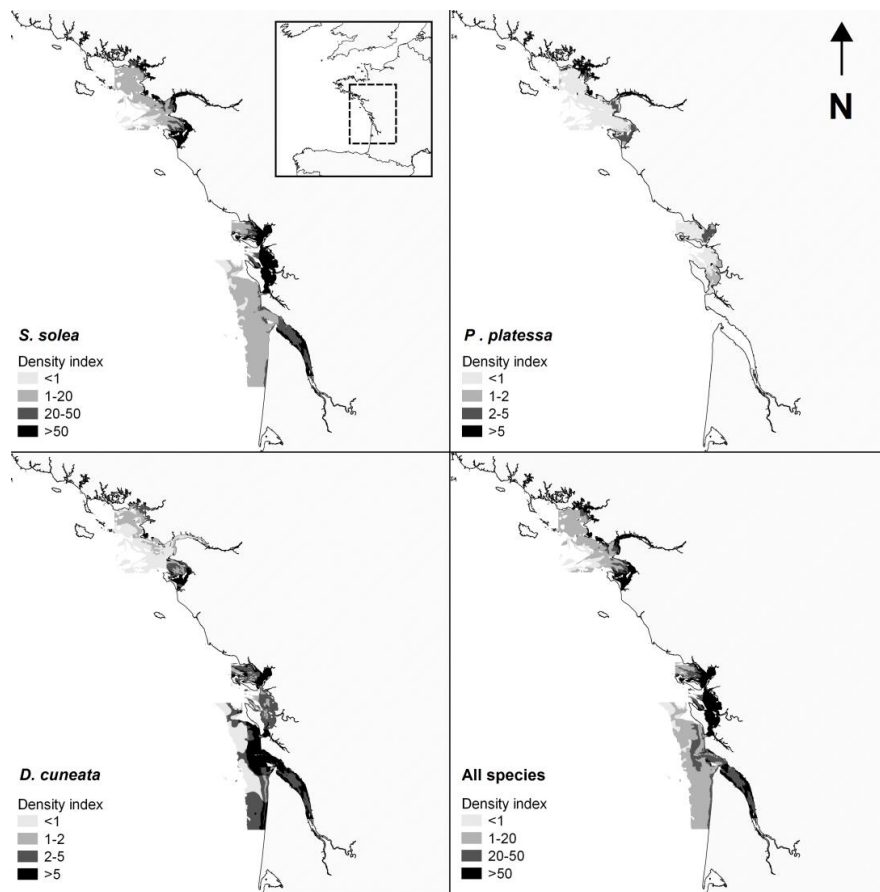 N
S. solea
Density index
<1
1-20
20-50
>50
P . platessa
Density index
<1
1-2
2-5
>5
D. cuneata
Density index
<1
1-2
2-5
>5
All species
Density index
<1
1-20
20-50
>50